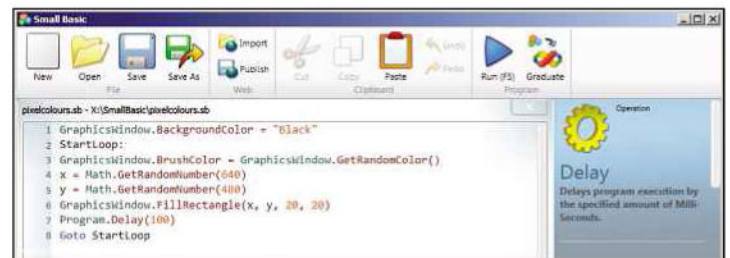 Small Basic
New
Open
Save
Save As
Import
Publish
Cut
Copy
Paste
Undo
Redo
Run (F5)
Graduate
File
Web
Clipboard
Program
pixelcolours.sb - X:\SmallBasic\pixelcolours.sb
1 GraphicsWindow.BackgroundColor = "Black"
2 StartLoop:
3 GraphicsWindow.BrushColor = GraphicsWindow.GetRandomColor()
4 x = Math.GetRandomNumber(640)
5 y = Math.GetRandomNumber(480)
6 GraphicsWindow.FillRectangle(x, y, 20, 20)
7 Program.Delay(100)
8 Goto StartLoop
Operation
Delay
Delays program execution by
the specified amount of Milli-
Seconds.